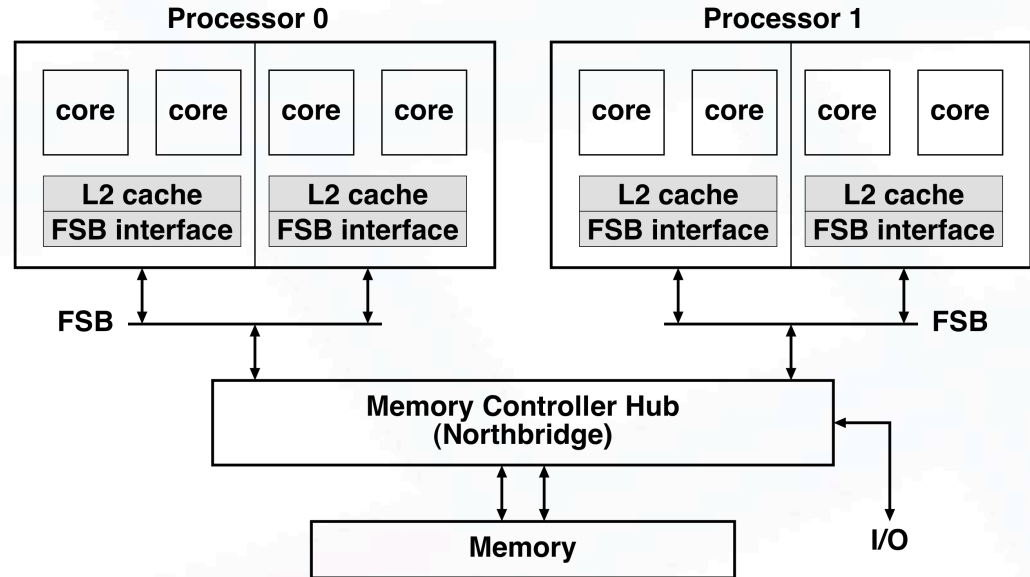 Processor 0
Processor 1
core core core core
core core core core
L2 cache L2 cache
L2 cache L2 cache
FSB interface FSB interface
FSB interface FSB interface
FSB
FSB
Memory Controller Hub
(Northbridge)
Memory
I/O